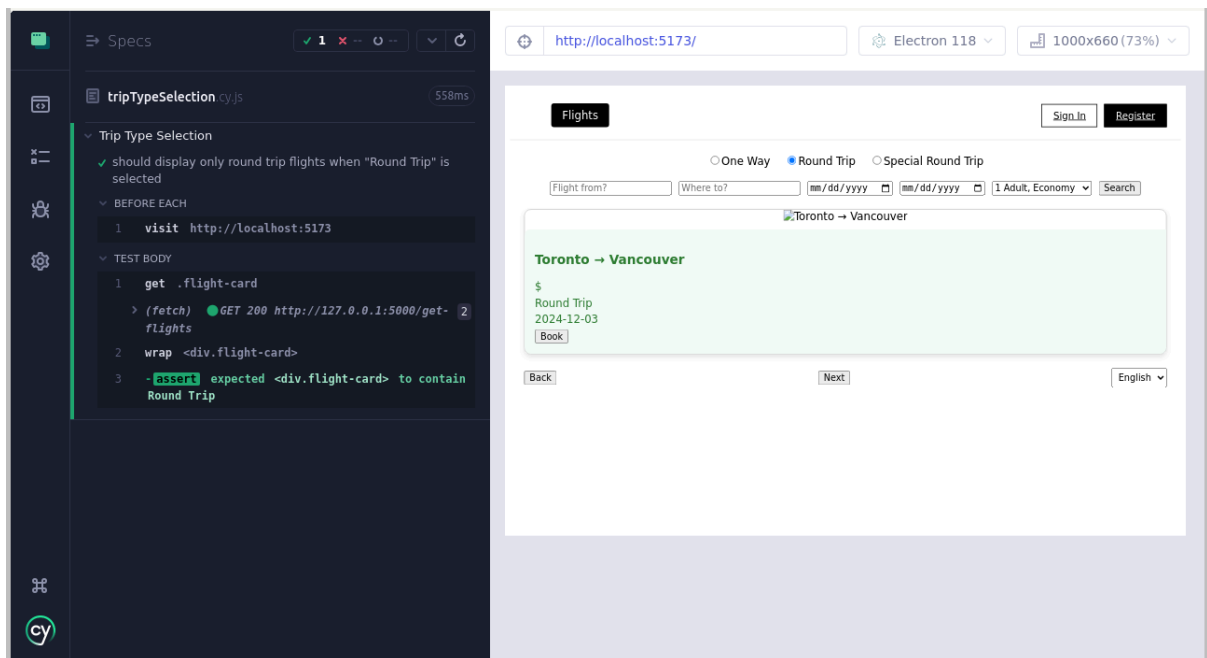 Specs
1 -- --
tripTypeSelection.cy.js 558ms
Trip Type Selection
should display only round trip flights when "Round Trip" is
selected
BEFORE EACH
1 visit http://localhost:5173
TEST BODY
1 get .flight-card
(fetch) GET 200 http://127.0.0.1:5000/get- 2
flights
2 wrap <div.flight-card>
3 -assert expected <div.flight-card> to contain
Round Trip
cy
http://localhost:5173/
Electron 118
1000x660 (73%)
Flights
Sign In
Register
One Way Round Trip Special Round Trip
Flight from? Where to? mm/dd/yyyy mm/dd/yyyy 1 Adult, Economy Search
Toronto → Vancouver
Toronto → Vancouver
$
Round Trip
2024-12-03
Book
Back Next English